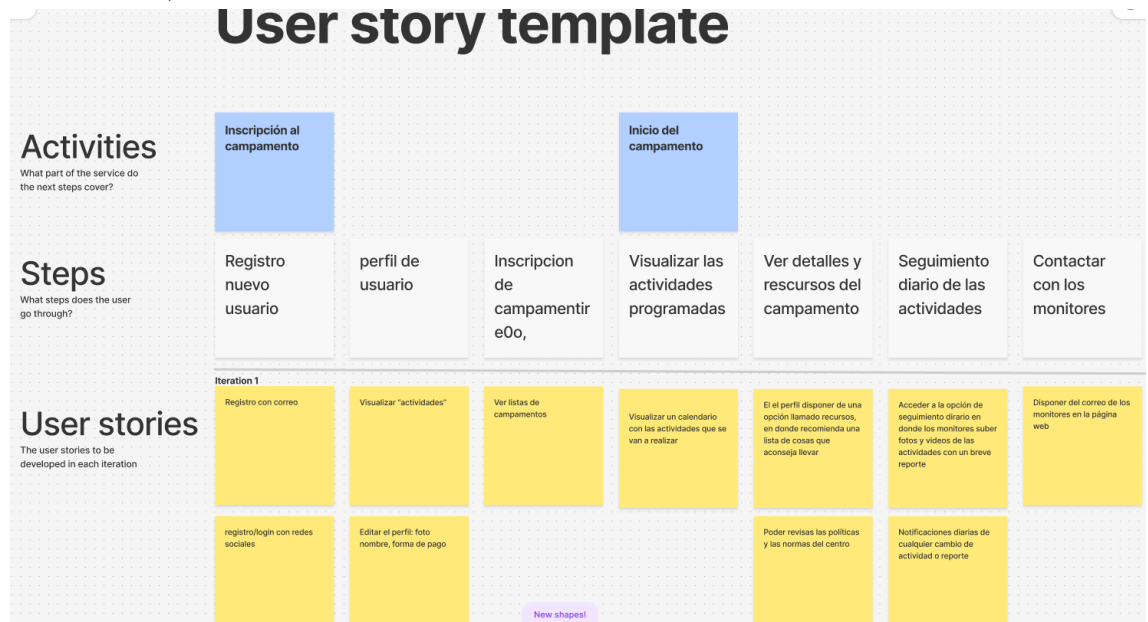 User story template
Activities
What part of the service do
the next steps cover?
Inscripción al
campamento
Inicio del
campamento
Steps
What steps does the user
go through?
Registro
nuevo
usuario
perfil de
usuario
Inscripcion
de
campamentir
e0o,
Visualizar las
actividades
programadas
Ver detalles y
rescursos del
campamento
Seguimiento
diario de las
actividades
Contactar
con los
monitores
Iteration 1
User stories
The user stories to be
developed in each iteration
Registro con correo
Visualizar "actividades"
Ver listas de
campamentos
Visualizar un calendario
con las actividades que se
van a realizar
El el perfil disponer de una
opción llamado recursos,
en donde recomienda una
lista de cosas que
aconseja llevar
Acceder a la opción de
seguimiento diario en
donde los monitores suber
fotos y videos de las
actividades con un breve
reporte
Disponer del correo de los
monitores en la página
web
registro/login con redes
sociales
Editar el perfil: foto
nombre, forma de pago
Poder revisas las políticas
y las normas del centro
Notificaciones diarias de
cualquier cambio de
actividad o reporte
New shapes!